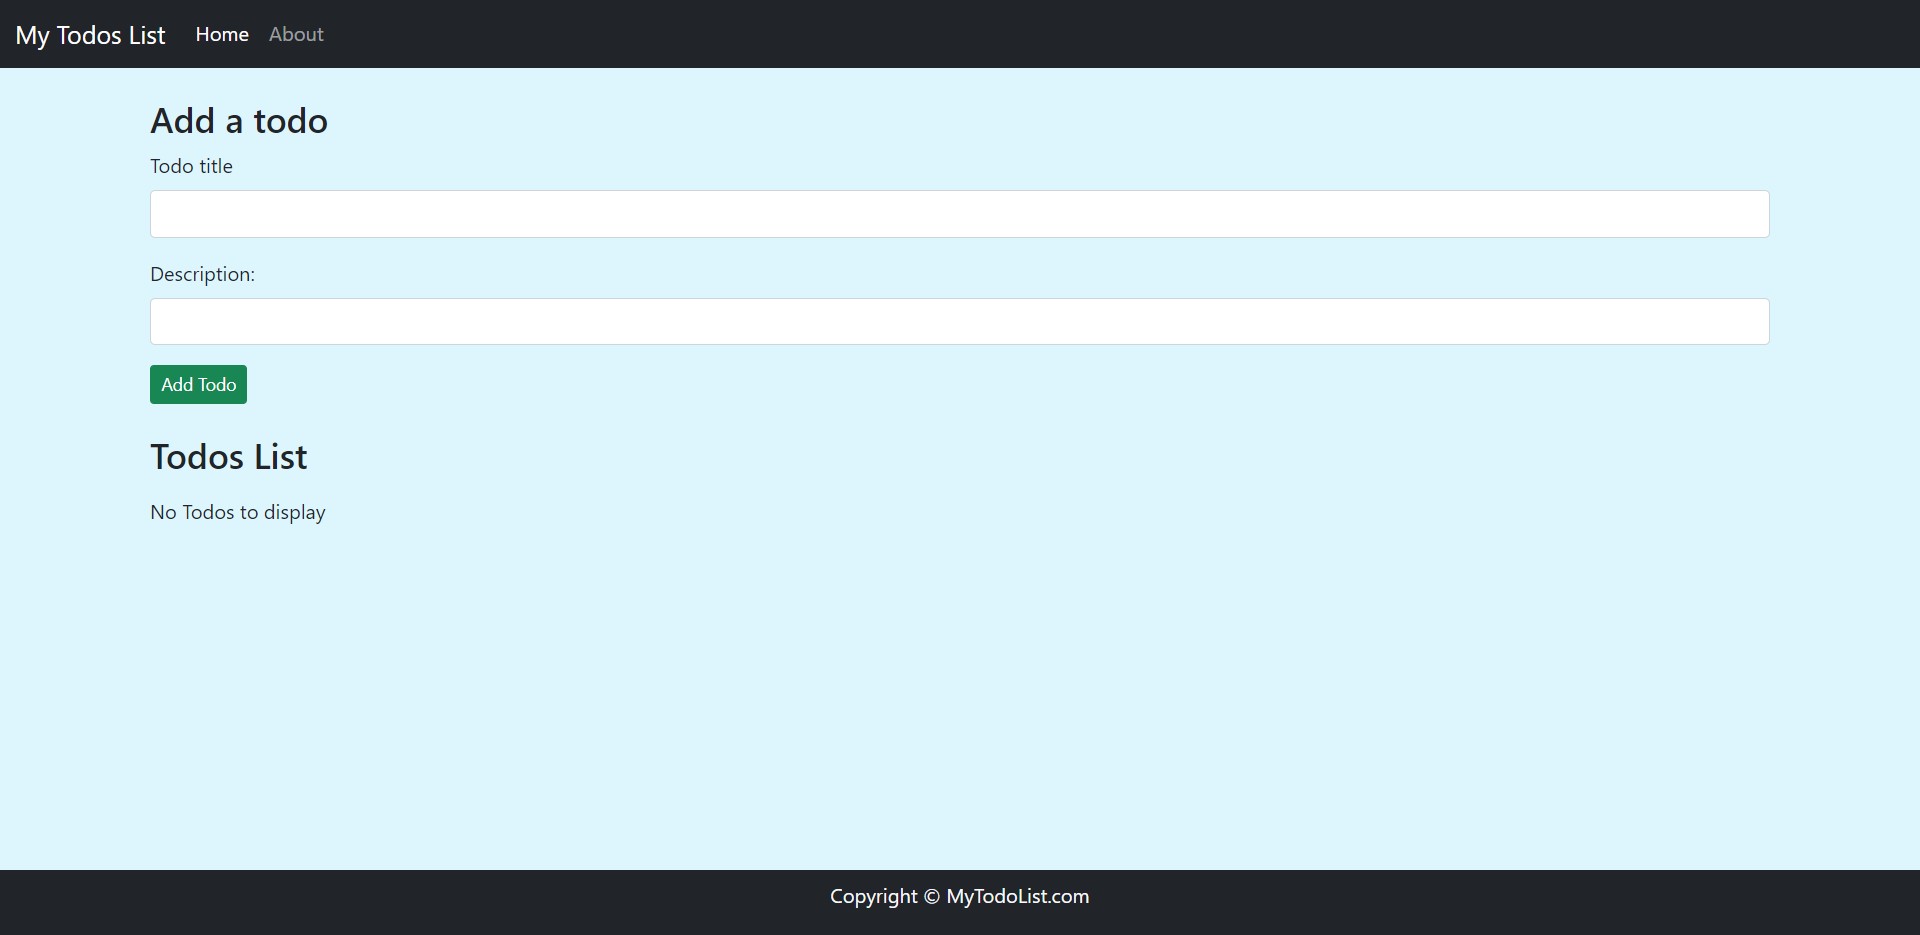 My Todos List Home About
Add a todo
Todo title
Description:
Add Todo
Todos List
No Todos to display
Copyright © MyTodoList.com